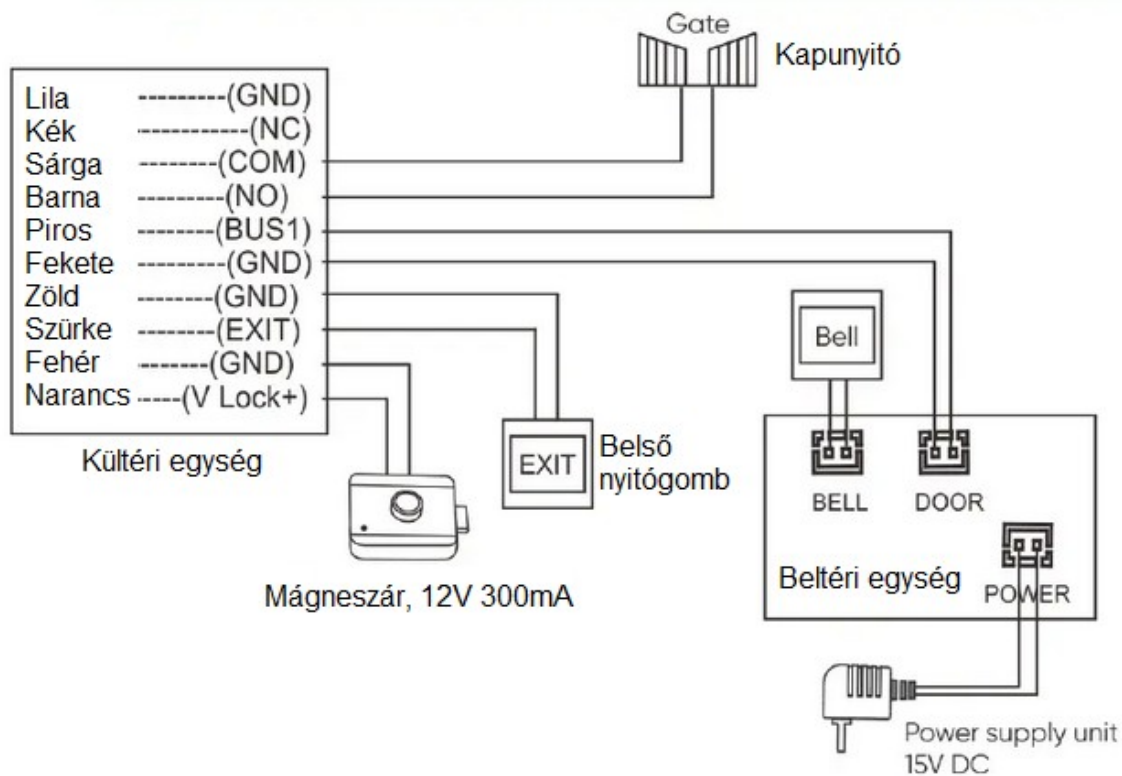 Gate
Kapunyitó
Lila ---------(GND)
Kék ------------(NC)
Sárga --------(COM)
Barna ---------(NO)
Piros -------(BUS1)
Fekete ---------(GND)
Zöld --------(GND)
Szürke --------(EXIT)
Fehér -------(GND)
Narancs -----(V Lock+)
Kültéri egység
Mágneszár, 12V 300mA
EXIT
Belső
nyitógomb
Bell
BELL
DOOR
Beltéri egység
POWER
Power supply unit
15V DC